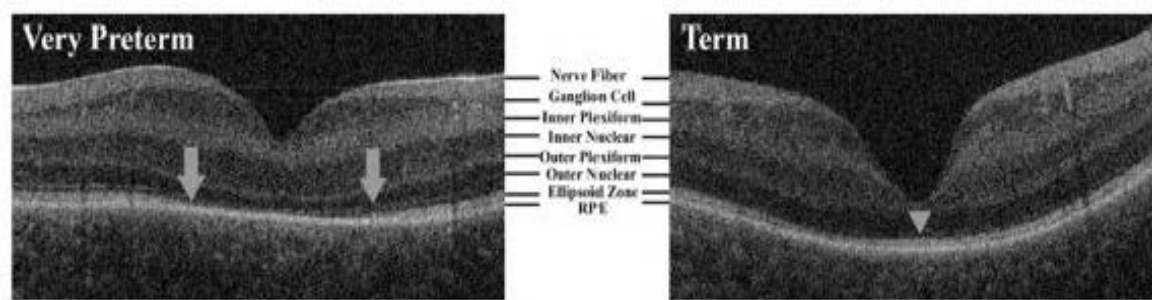 Very Preterm
Term
Nerve Fiber
Ganglion Cell
Inner Plexiform
Inner Nuclear
Outer Plexiform
Outer Nuclear
Ellipsoid Zone
RPE